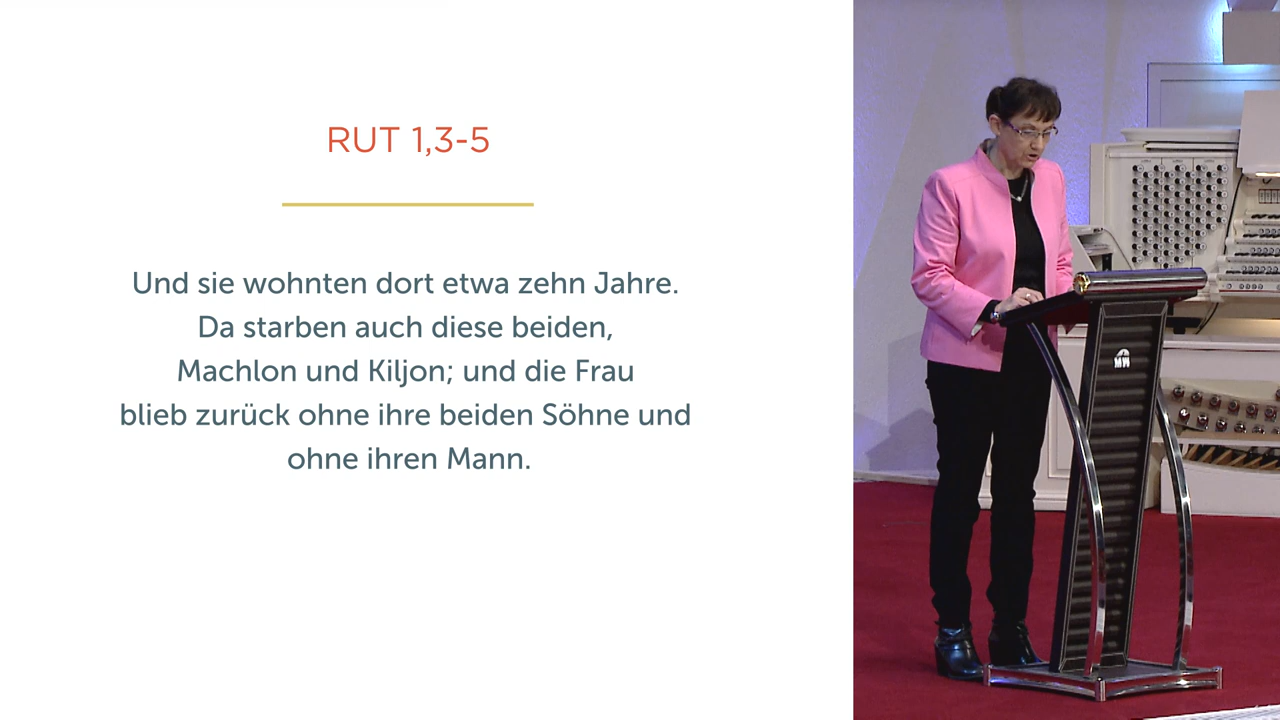 RUT 1,3-5
Und sie wohnten dort etwa zehn Jahre.
Da starben auch diese beiden,
Machlon und Kiljon; und die Frau
blieb zurück ohne ihre beiden Söhne und
ohne ihren Mann.
MW